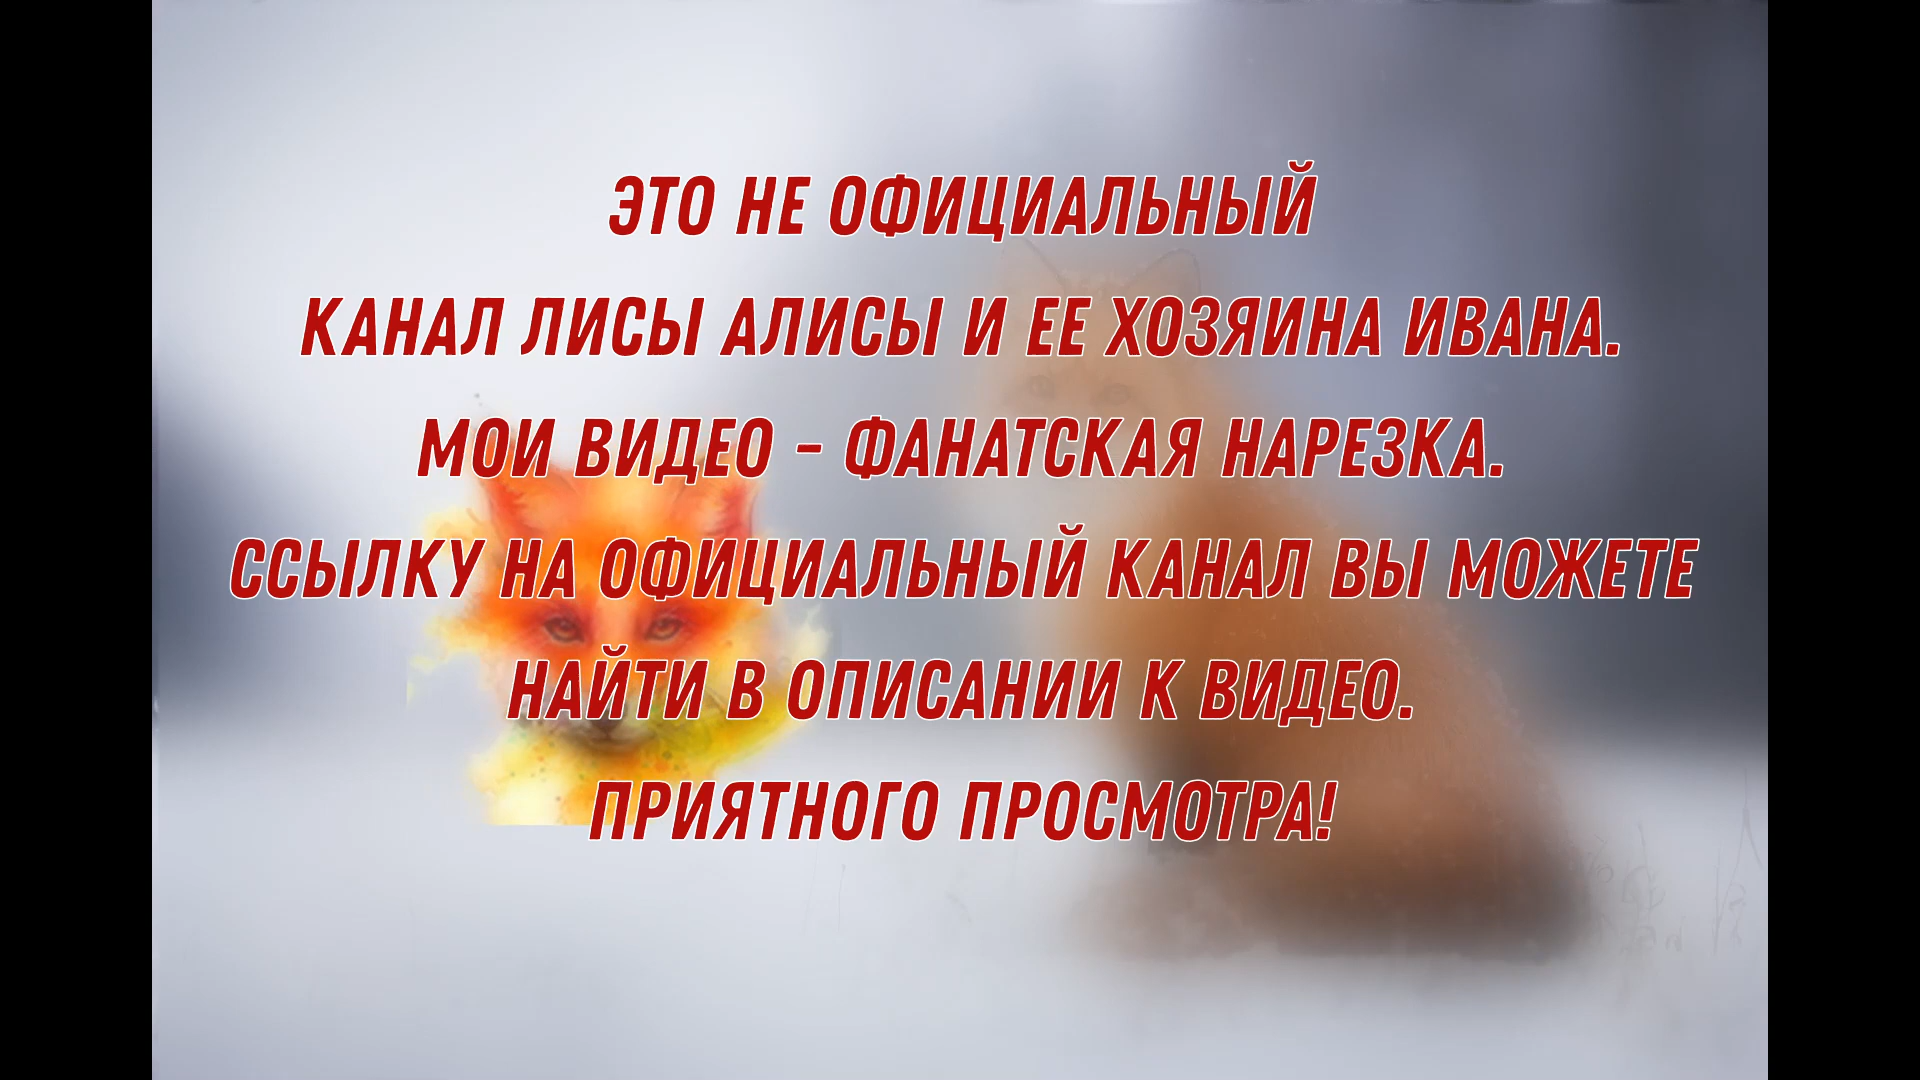 ЭТО НЕ ОФИЦИАЛЬНЫЙ
КАНАЛ ЛИСЫ АЛИСЫ И ЕЕ ХОЗЯИНА ИВАНА.
МОИ ВИДЕО - ФАНАТСКАЯ НАРЕЗКА.
ССЫЛКУ НА ОФИЦИАЛЬНЫЙ КАНАЛ ВЫ МОЖЕТЕ
НАЙТИ В ОПИСАНИИ К ВИДЕО.
ПРИЯТНОГО ПРОСМОТРА!